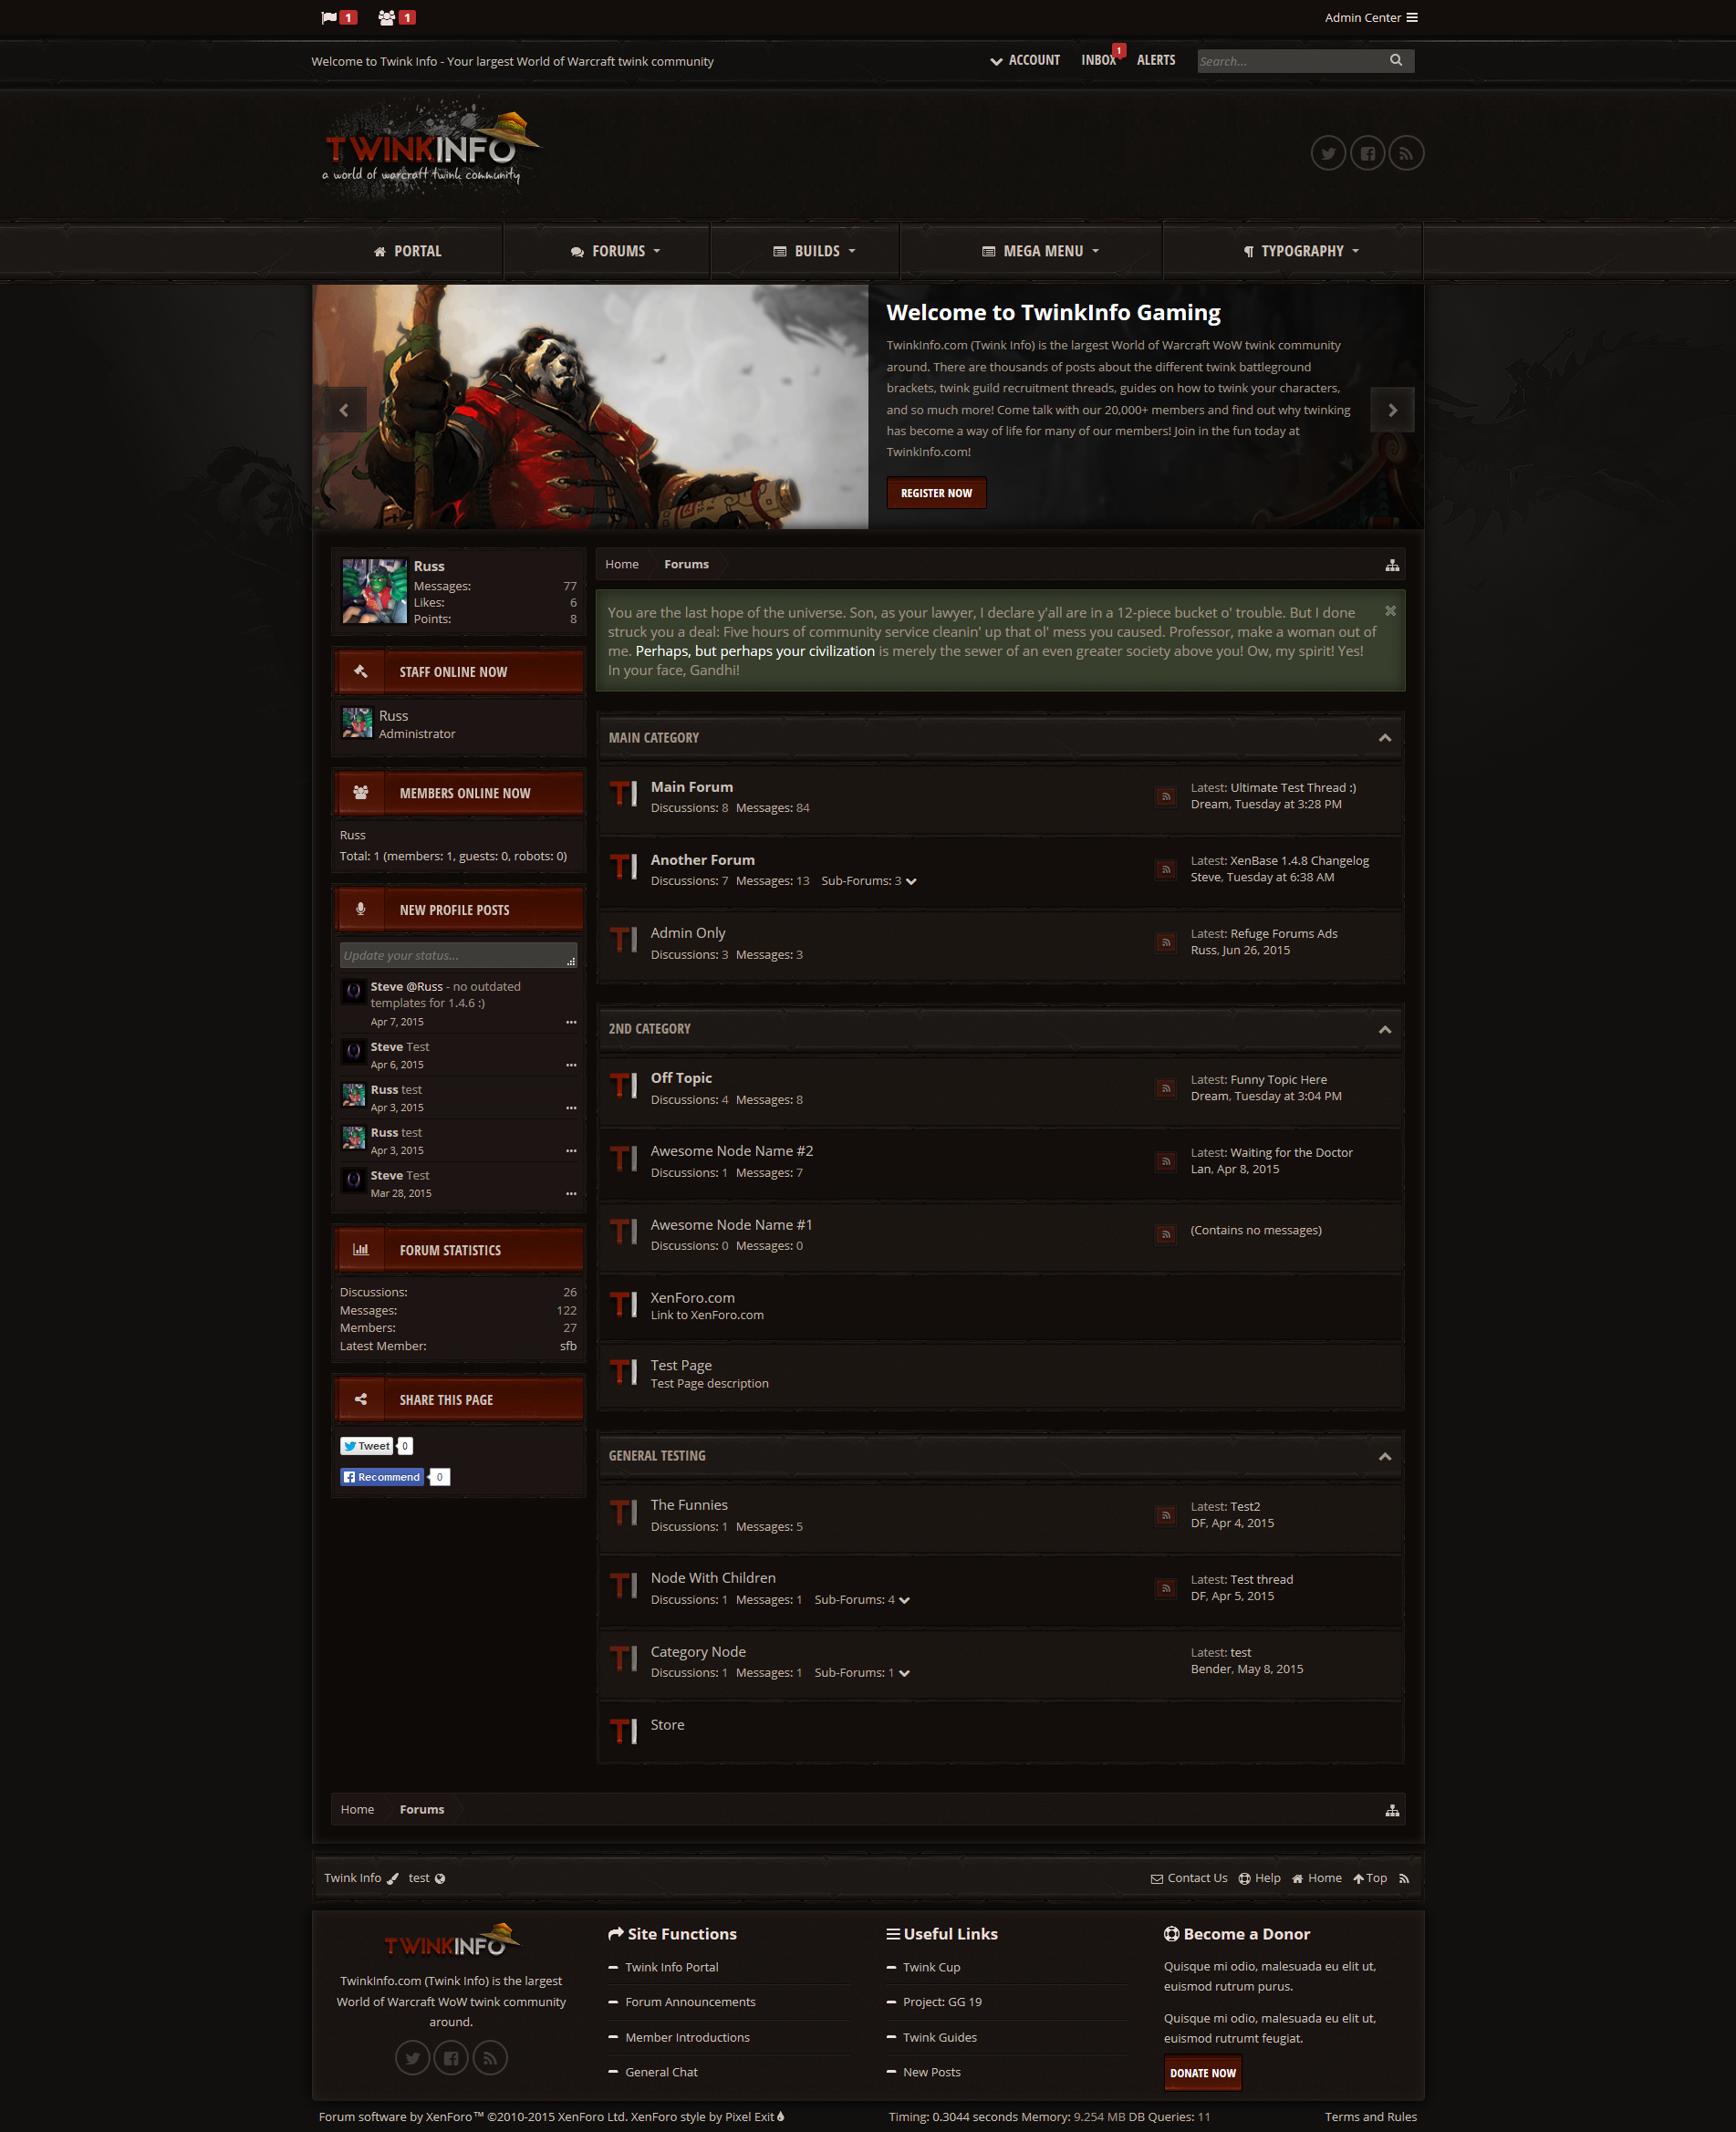 1 1 Admin Center
Welcome to Twink Info - Your largest World of Warcraft twink community
ACCOUNT INBOX 1 ALERTS Search...
TWINKINFO
a world of warcraft twink community
PORTAL FORUMS BUILDS MEGA MENU TYPOGRAPHY
Welcome to TwinkInfo Gaming
TwinkInfo.com (Twink Info) is the largest World of Warcraft WoW twink community
around. There are thousands of posts about the different twink battleground
brackets, twink guild recruitment threads, guides on how to twink your characters,
and so much more! Come talk with our 20,000+ members and find out why twinking
has become a way of life for many of our members! Join in the fun today at
TwinkInfo.com!
REGISTER NOW
Russ
Messages: 77
Likes: 6
Points: 8
STAFF ONLINE NOW
Russ
Administrator
MEMBERS ONLINE NOW
Russ
Total: 1 (members: 1, guests: 0, robots: 0)
NEW PROFILE POSTS
Update your status...
Steve @Russ - no outdated
templates for 1.4.6 :)
Apr 7, 2015 •••
Steve Test
Apr 6, 2015 •••
Russ test
Apr 3, 2015 •••
Russ test
Apr 3, 2015 •••
Steve Test
Mar 28, 2015 •••
FORUM STATISTICS
Discussions: 26
Messages: 122
Members: 27
Latest Member: sfb
SHARE THIS PAGE
Tweet 0
Recommend 0
Home Forums
You are the last hope of the universe. Son, as your lawyer, I declare y'all are in a 12-piece bucket o' trouble. But I done
struck you a deal: Five hours of community service cleanin' up that ol' mess you caused. Professor, make a woman out of
me. Perhaps, but perhaps your civilization is merely the sewer of an even greater society above you! Ow, my spirit! Yes!
In your face, Gandhi!
MAIN CATEGORY
TI Main Forum
Discussions: 8 Messages: 84
Latest: Ultimate Test Thread :)
Dream, Tuesday at 3:28 PM
TI Another Forum
Discussions: 7 Messages: 13 Sub-Forums: 3
Latest: XenBase 1.4.8 Changelog
Steve, Tuesday at 6:38 AM
TI Admin Only
Discussions: 3 Messages: 3
Latest: Refuge Forums Ads
Russ, Jun 26, 2015
2ND CATEGORY
TI Off Topic
Discussions: 4 Messages: 8
Latest: Funny Topic Here
Dream, Tuesday at 3:04 PM
TI Awesome Node Name #2
Discussions: 1 Messages: 7
Latest: Waiting for the Doctor
Lan, Apr 8, 2015
TI Awesome Node Name #1
Discussions: 0 Messages: 0
(Contains no messages)
TI XenForo.com
Link to XenForo.com
TI Test Page
Test Page description
GENERAL TESTING
TI The Funnies
Discussions: 1 Messages: 5
Latest: Test2
DF, Apr 4, 2015
TI Node With Children
Discussions: 1 Messages: 1 Sub-Forums: 4
Latest: Test thread
DF, Apr 5, 2015
TI Category Node
Discussions: 1 Messages: 1 Sub-Forums: 1
Latest: test
Bender, May 8, 2015
TI Store
Home Forums
Twink Info test Contact Us Help Home Top
TWINKINFO
TwinkInfo.com (Twink Info) is the largest
World of Warcraft WoW twink community
around.
Site Functions
Twink Info Portal
Forum Announcements
Member Introductions
General Chat
Useful Links
Twink Cup
Project: GG 19
Twink Guides
New Posts
Become a Donor
Quisque mi odio, malesuada eu elit ut,
euismod rutrum purus.
Quisque mi odio, malesuada eu elit ut,
euismod rutrumt feugiat.
DONATE NOW
Forum software by XenForo™ ©2010-2015 XenForo Ltd. XenForo style by Pixel Exit Timing: 0.3044 seconds Memory: 9.254 MB DB Queries: 11 Terms and Rules